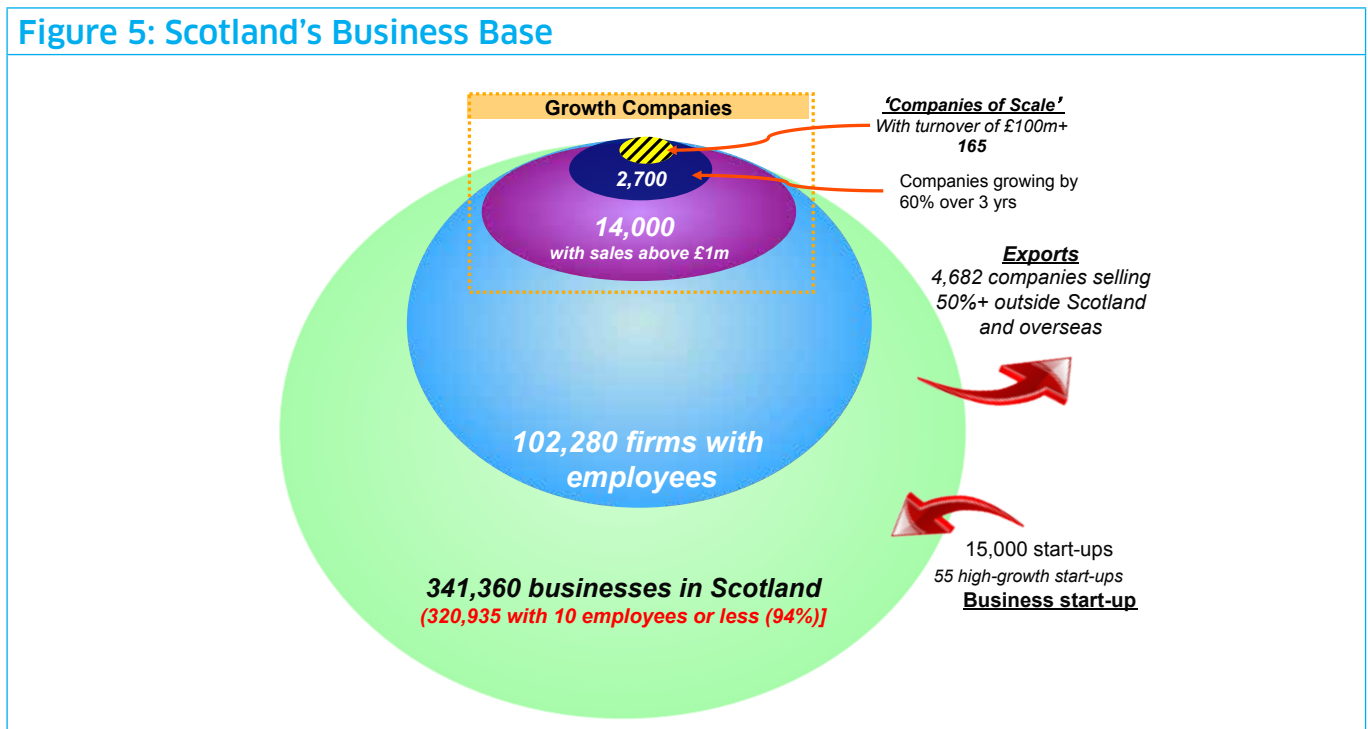 Figure 5: Scotland's Business Base
Growth Companies
'Companies of Scale'
With turnover of £100m+
165
2,700
Companies growing by
60% over 3 yrs
14,000
with sales above £1m
Exports
4,682 companies selling
50%+ outside Scotland
and overseas
102,280 firms with
employees
15,000 start-ups
55 high-growth start-ups
Business start-up
341,360 businesses in Scotland
(320,935 with 10 employees or less (94%)]